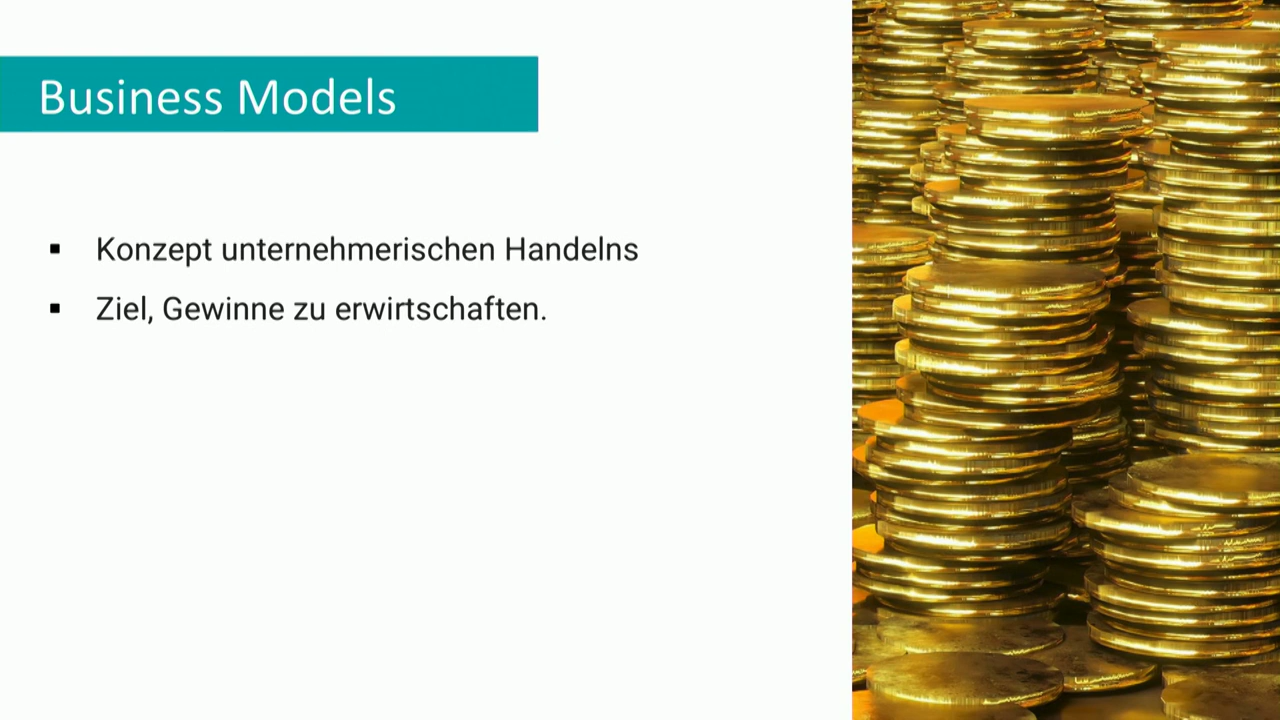 Business Models
▪ Konzept unternehmerischen Handelns
▪ Ziel, Gewinne zu erwirtschaften.